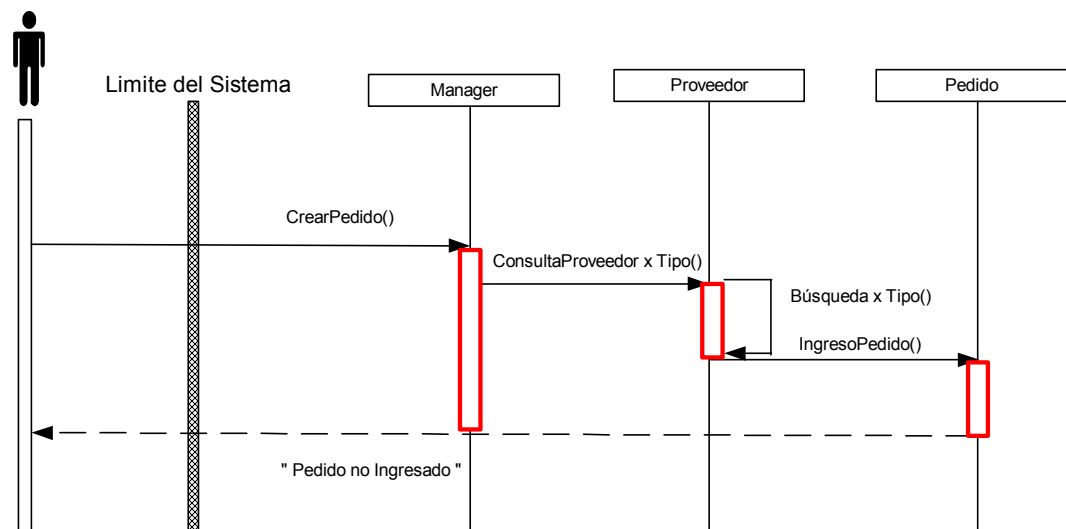 Limite del Sistema
Manager
Proveedor
Pedido
CrearPedido()
ConsultaProveedor x Tipo()
Búsqueda x Tipo()
IngresoPedido()
" Pedido no Ingresado "